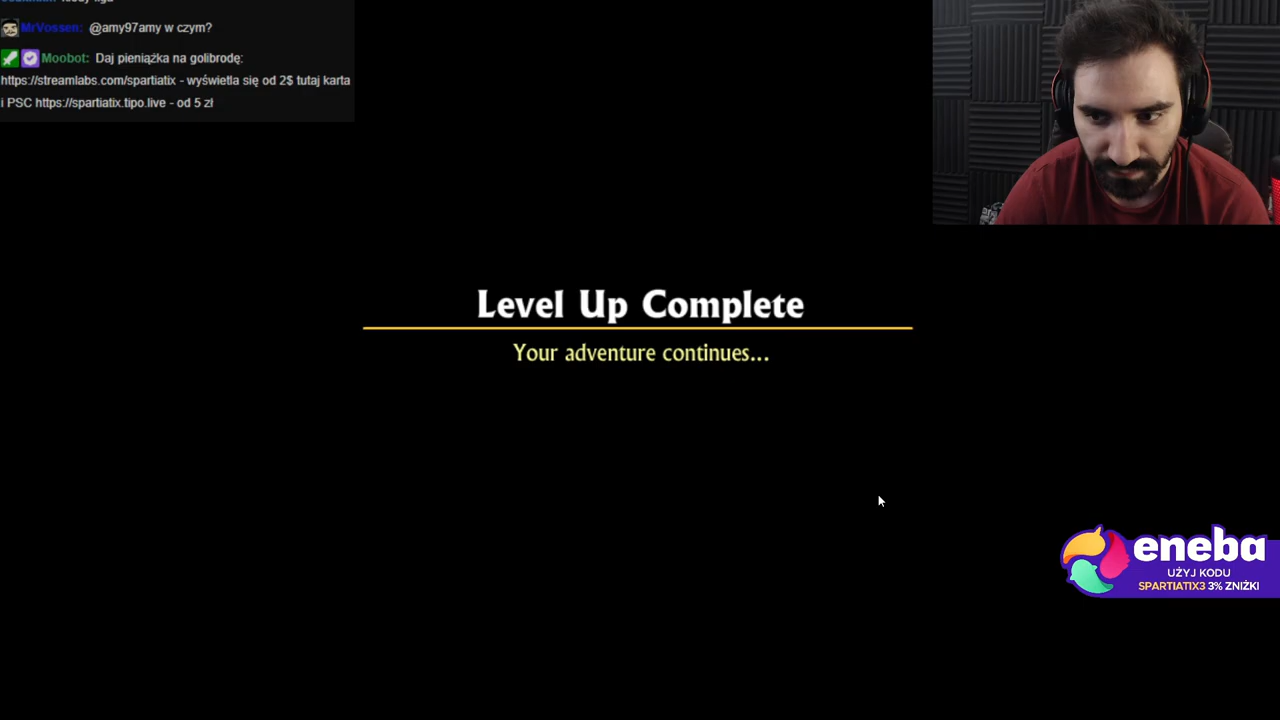 MrVossen: @amy97amy w czym?
Moobot: Daj pieniążka na golibrodę:
https://streamlabs.com/spartiatix - wyświetla się od 2$ tutaj karta
i PSC https://spartiatix.tipo.live - od 5 zł
Level Up Complete
Your adventure continues...
eneba
UŻYJ KODU
SPARTIATIX3 3% ZNIŻKI